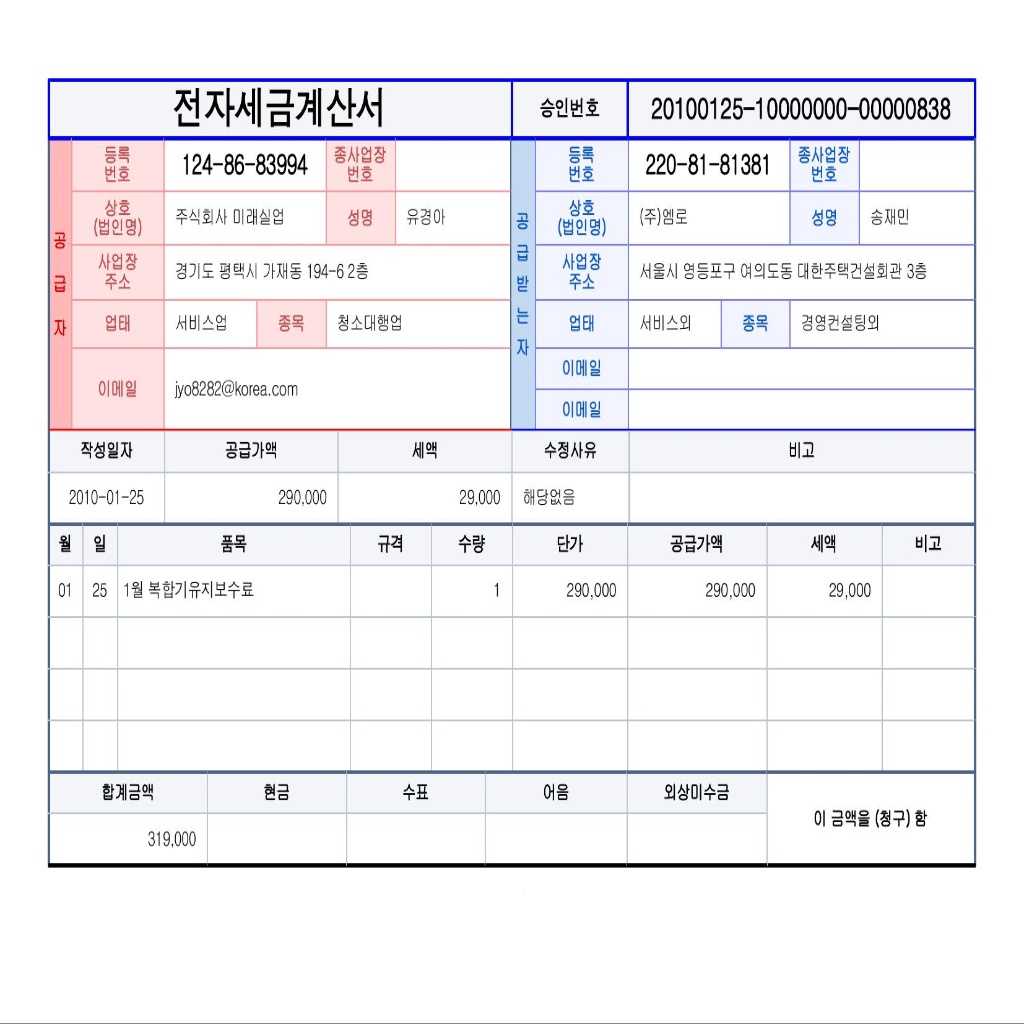 전자세금계산서 승인번호 20100125-10000000-00000838
공급자
등록번호 124-86-83994 종사업장번호
상호(법인명) 주식회사 미래실업 성명 유경아
사업장주소 경기도 평택시 가재동 194-6 2층
업태 서비스업 종목 청소대행업
이메일 jyo8282@korea.com
공급받는자
등록번호 220-81-81381 종사업장번호
상호(법인명) (주)엠로 성명 송재민
사업장주소 서울시 영등포구 여의도동 대한주택건설회관 3층
업태 서비스외 종목 경영컨설팅외
이메일
이메일
작성일자 공급가액 세액 수정사유 비고
2010-01-25 290,000 29,000 해당없음
월 일 품목 규격 수량 단가 공급가액 세액 비고
01 25 1월 복합기유지보수료 1 290,000 290,000 29,000
합계금액 현금 수표 어음 외상미수금 이 금액을 (청구) 함
319,000